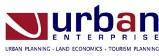 urban
ENTERPRISE
URBAN PLANNING - LAND ECONOMICS - TOURISM PLANNING